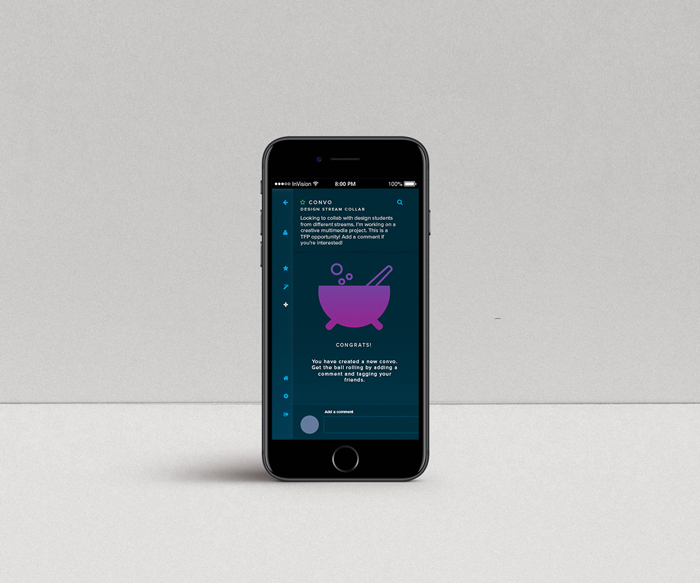 InVision 8:00 PM 100%
CONVO
DESIGN STREAM COLLAB
Looking to collab with design students
from different streams. I'm working on a
creative multimedia project. This is a
TFP opportunity! Add a comment if
you're interested!
CONGRATS!
You have created a new convo.
Get the ball rolling by adding a
comment and tagging your
friends.
Add a comment